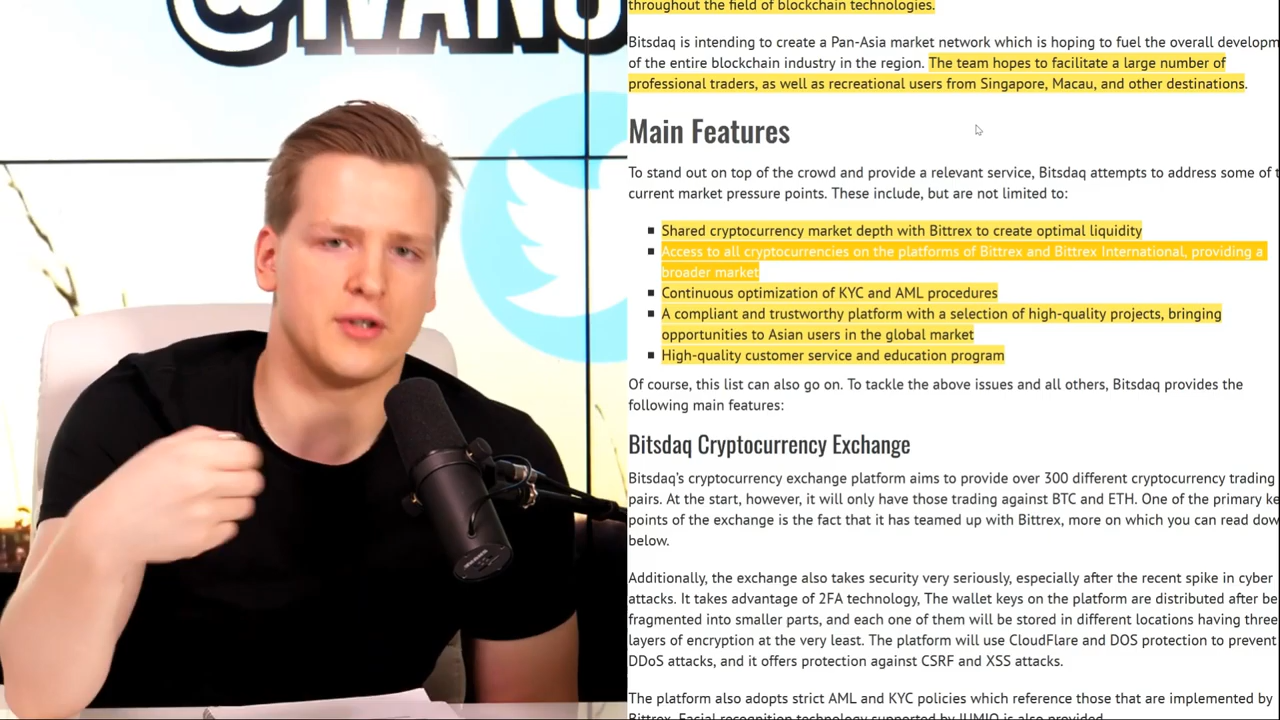 @IVANO
throughout the field of blockchain technologies.
Bitsdaq is intending to create a Pan-Asia market network which is hoping to fuel the overall developm
of the entire blockchain industry in the region. The team hopes to facilitate a large number of
professional traders, as well as recreational users from Singapore, Macau, and other destinations.
Main Features
To stand out on top of the crowd and provide a relevant service, Bitsdaq attempts to address some of t
current market pressure points. These include, but are not limited to:
▪ Shared cryptocurrency market depth with Bittrex to create optimal liquidity
▪ Access to all cryptocurrencies on the platforms of Bittrex and Bittrex International, providing a
broader market
▪ Continuous optimization of KYC and AML procedures
▪ A compliant and trustworthy platform with a selection of high-quality projects, bringing
opportunities to Asian users in the global market
▪ High-quality customer service and education program
Of course, this list can also go on. To tackle the above issues and all others, Bitsdaq provides the
following main features:
Bitsdaq Cryptocurrency Exchange
Bitsdaq's cryptocurrency exchange platform aims to provide over 300 different cryptocurrency trading
pairs. At the start, however, it will only have those trading against BTC and ETH. One of the primary ke
points of the exchange is the fact that it has teamed up with Bittrex, more on which you can read dow
below.
Additionally, the exchange also takes security very seriously, especially after the recent spike in cyber
attacks. It takes advantage of 2FA technology, The wallet keys on the platform are distributed after be
fragmented into smaller parts, and each one of them will be stored in different locations having three
layers of encryption at the very least. The platform will use CloudFlare and DOS protection to prevent
DDoS attacks, and it offers protection against CSRF and XSS attacks.
The platform also adopts strict AML and KYC policies which reference those that are implemented by
Bittrex. Facial recognition technology supported by JUMIO is also provided.